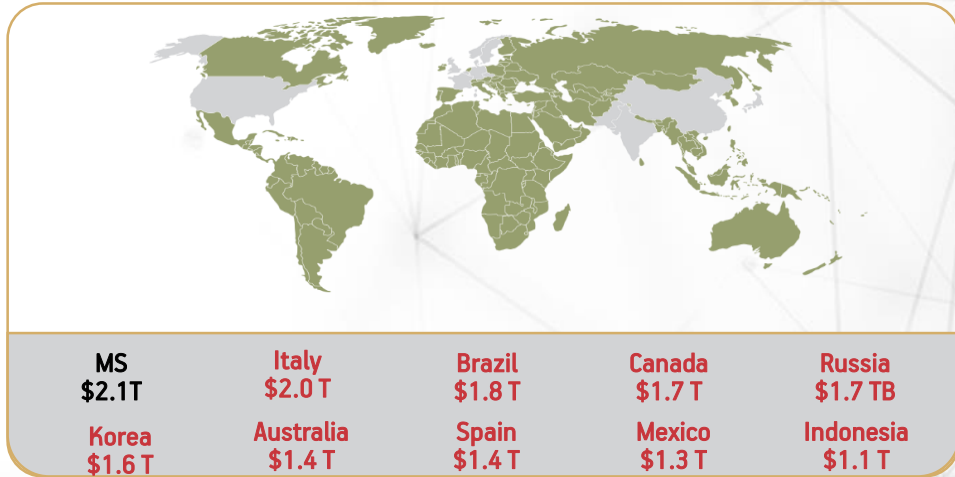 MS
$2.1T
Italy
$2.0 T
Brazil
$1.8 T
Canada
$1.7 T
Russia
$1.7 TB
Korea
$1.6 T
Australia
$1.4 T
Spain
$1.4 T
Mexico
$1.3 T
Indonesia
$1.1 T